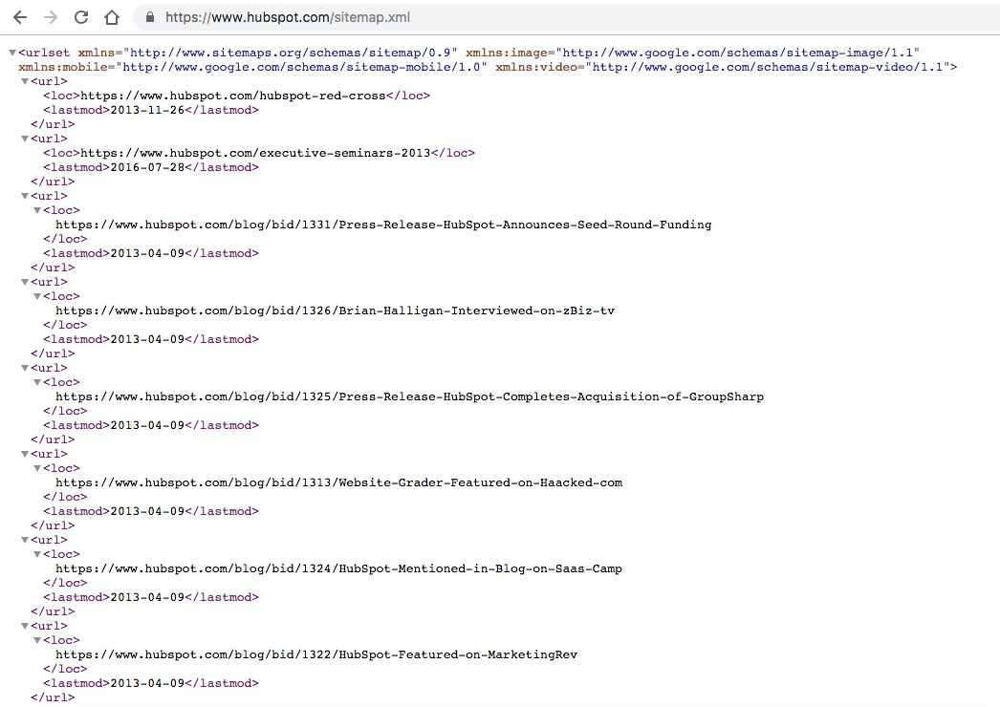 https://www.hubspot.com/sitemap.xml
<urlset xmlns="http://www.sitemaps.org/schemas/sitemap/0.9" xmlns:image="http://www.google.com/schemas/sitemap-image/1.1"
xmlns:mobile="http://www.google.com/schemas/sitemap-mobile/1.0" xmlns:video="http://www.google.com/schemas/sitemap-video/1.1">
<url>
<loc>https://www.hubspot.com/hubspot-red-cross</loc>
<lastmod>2013-11-26</lastmod>
</url>
<url>
<loc>https://www.hubspot.com/executive-seminars-2013</loc>
<lastmod>2016-07-28</lastmod>
</url>
<url>
<loc>
https://www.hubspot.com/blog/bid/1331/Press-Release-HubSpot-Announces-Seed-Round-Funding
</loc>
<lastmod>2013-04-09</lastmod>
</url>
<url>
<loc>
https://www.hubspot.com/blog/bid/1326/Brian-Halligan-Interviewed-on-zBiz-tv
</loc>
<lastmod>2013-04-09</lastmod>
</url>
<url>
<loc>
https://www.hubspot.com/blog/bid/1325/Press-Release-HubSpot-Completes-Acquisition-of-GroupSharp
</loc>
<lastmod>2013-04-09</lastmod>
</url>
<url>
<loc>
https://www.hubspot.com/blog/bid/1313/Website-Grader-Featured-on-Haacked-com
</loc>
<lastmod>2013-04-09</lastmod>
</url>
<url>
<loc>
https://www.hubspot.com/blog/bid/1324/HubSpot-Mentioned-in-Blog-on-Saas-Camp
</loc>
<lastmod>2013-04-09</lastmod>
</url>
<url>
<loc>
https://www.hubspot.com/blog/bid/1322/HubSpot-Featured-on-MarketingRev
</loc>
<lastmod>2013-04-09</lastmod>
</url>